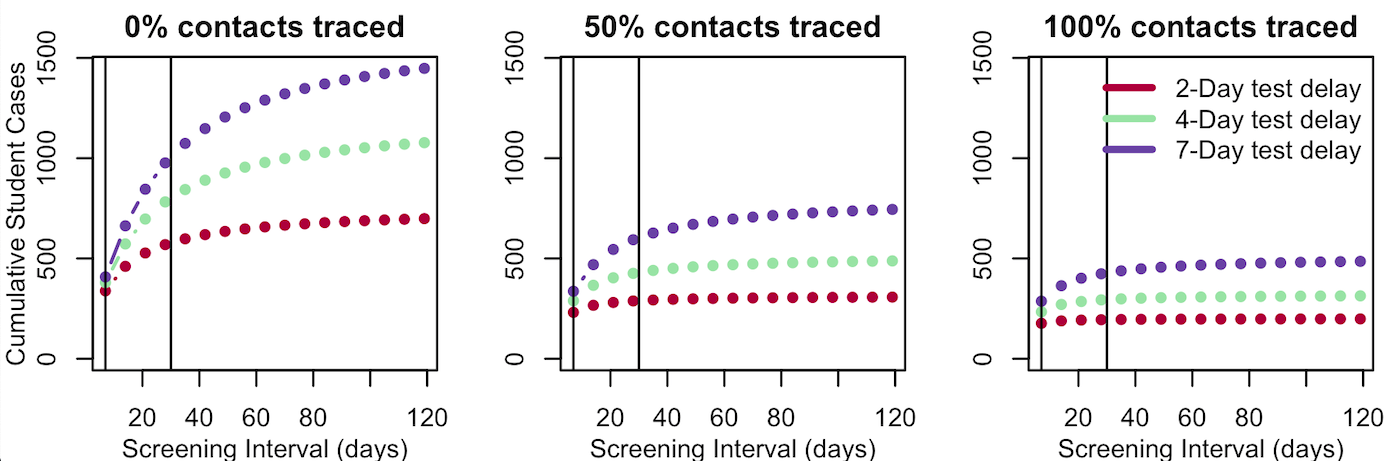 0% contacts traced
Cumulative Student Cases
1500
1000
500
0
20 40 60 80 120
Screening Interval (days)
50% contacts traced
1500
1000
500
0
20 40 60 80 120
Screening Interval (days)
100% contacts traced
1500
1000
500
0
2-Day test delay
4-Day test delay
7-Day test delay
20 40 60 80 120
Screening Interval (days)